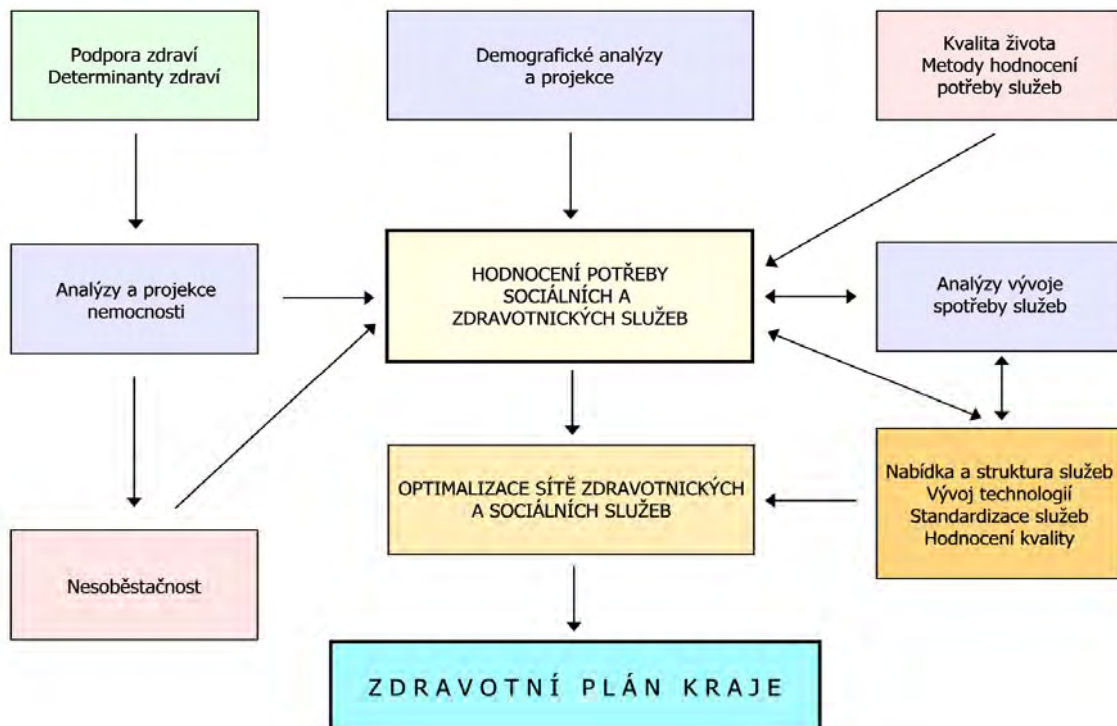 Podpora zdraví
Determinanty zdraví
Demografické analýzy
a projekce
Kvalita života
Metody hodnocení
potřeby služeb
Analýzy a projekce
nemocnosti
HODNOCENÍ POTŘEBY
SOCIÁLNÍCH A
ZDRAVOTNICKÝCH SLUŽEB
Analýzy vývoje
spotřeby služeb
OPTIMALIZACE SÍTĚ ZDRAVOTNICKÝCH
A SOCIÁLNÍCH SLUŽEB
Nabídka a struktura služeb
Vývoj technologií
Standardizace služeb
Hodnocení kvality
Nesoběstačnost
ZDRAVOTNÍ PLÁN KRAJE